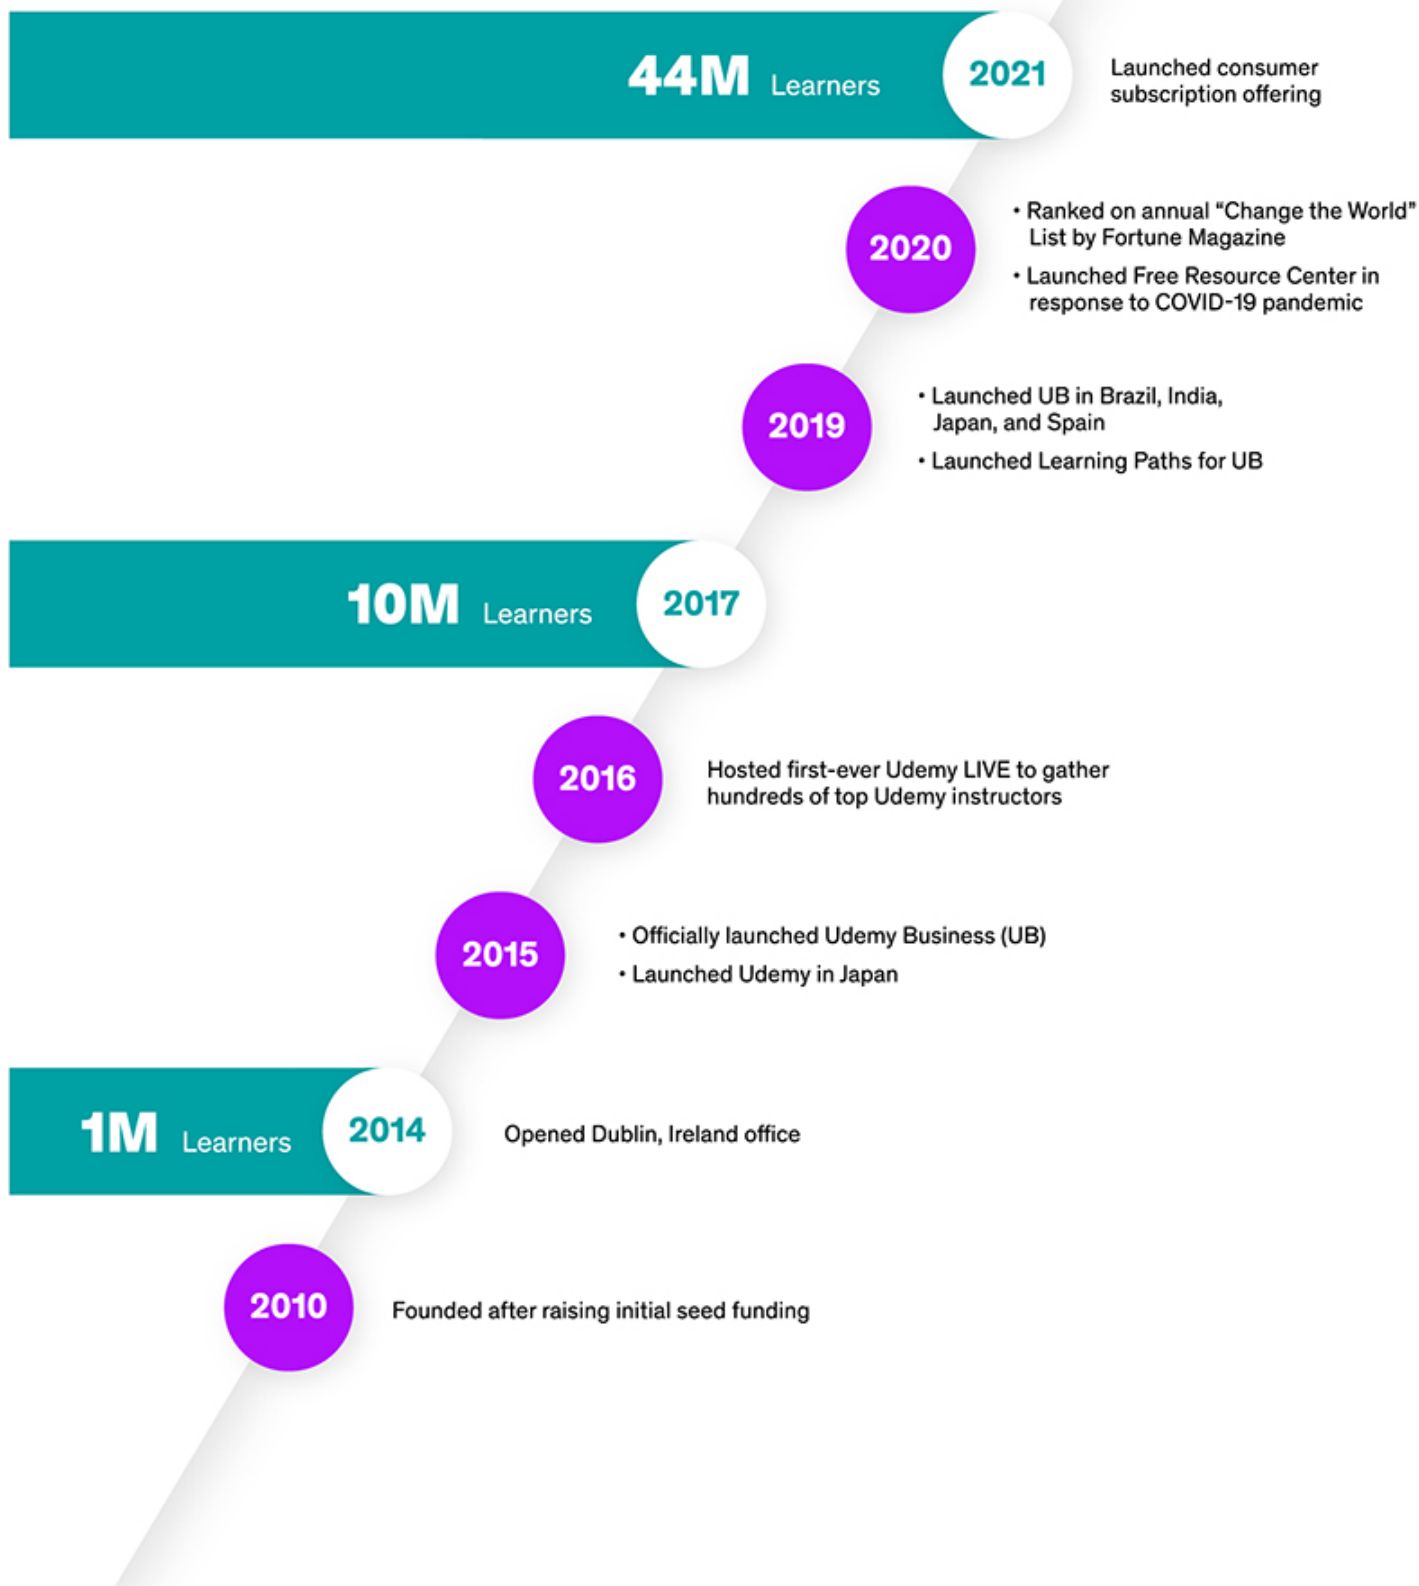 44M Learners 2021
Launched consumer
subscription offering
2020
• Ranked on annual “Change the World”
List by Fortune Magazine
• Launched Free Resource Center in
response to COVID-19 pandemic
2019
• Launched UB in Brazil, India,
Japan, and Spain
• Launched Learning Paths for UB
10M Learners 2017
2016
Hosted first-ever Udemy LIVE to gather
hundreds of top Udemy instructors
2015
• Officially launched Udemy Business (UB)
• Launched Udemy in Japan
1M Learners 2014
Opened Dublin, Ireland office
2010
Founded after raising initial seed funding